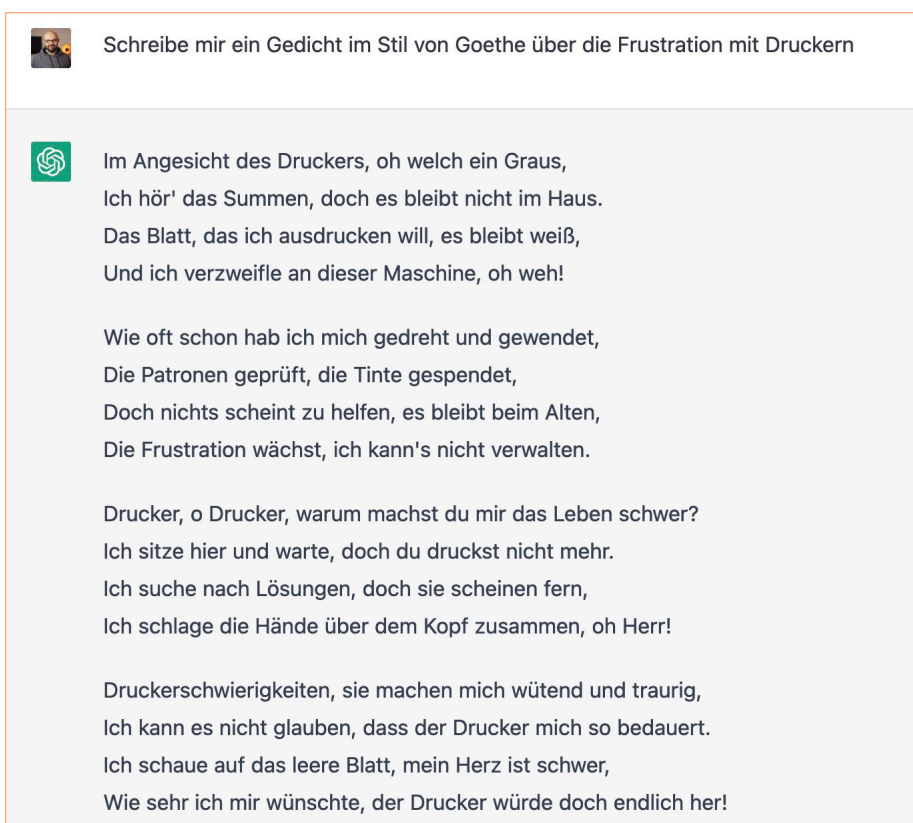 Schreibe mir ein Gedicht im Stil von Goethe über die Frustration mit Druckern
Im Angesicht des Druckers, oh welch ein Graus,
Ich hör' das Summen, doch es bleibt nicht im Haus.
Das Blatt, das ich ausdrucken will, es bleibt weiß,
Und ich verzweifle an dieser Maschine, oh weh!
Wie oft schon hab ich mich gedreht und gewendet,
Die Patronen geprüft, die Tinte gespendet,
Doch nichts scheint zu helfen, es bleibt beim Alten,
Die Frustration wächst, ich kann's nicht verwalten.
Drucker, o Drucker, warum machst du mir das Leben schwer?
Ich sitze hier und warte, doch du druckst nicht mehr.
Ich suche nach Lösungen, doch sie scheinen fern,
Ich schlage die Hände über dem Kopf zusammen, oh Herr!
Druckerschwierigkeiten, sie machen mich wütend und traurig,
Ich kann es nicht glauben, dass der Drucker mich so bedauert.
Ich schaue auf das leere Blatt, mein Herz ist schwer,
Wie sehr ich mir wünschte, der Drucker würde doch endlich her!